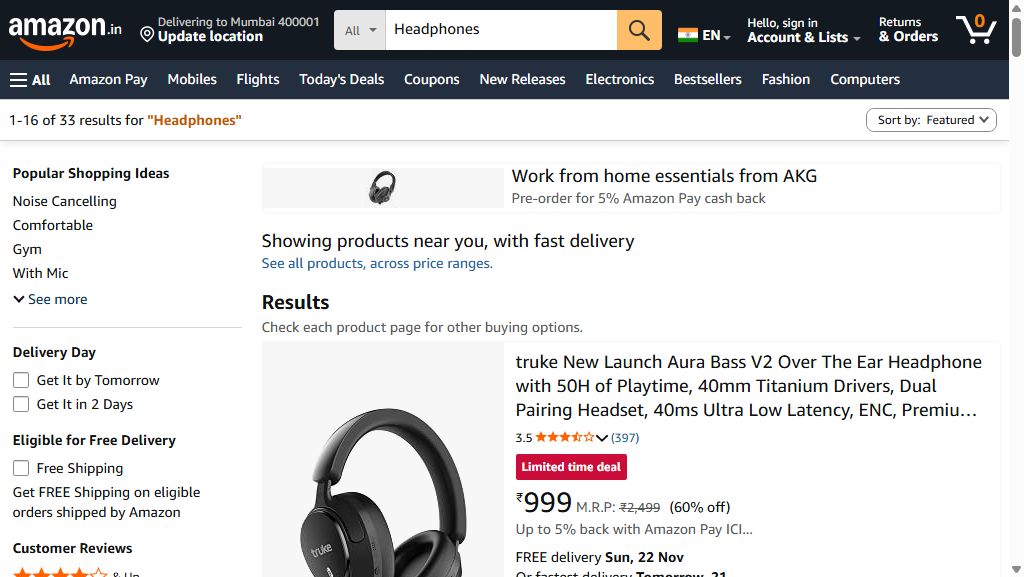 amazon.in
Delivering to Mumbai 400001
Update location
All
Headphones
EN
Hello, sign in
Account & Lists
Returns
& Orders
0
All
Amazon Pay
Mobiles
Flights
Today's Deals
Coupons
New Releases
Electronics
Bestsellers
Fashion
Computers
1-16 of 33 results for "Headphones"
Sort by: Featured
Popular Shopping Ideas
Noise Cancelling
Comfortable
Gym
With Mic
See more
Delivery Day
Get It by Tomorrow
Get It in 2 Days
Eligible for Free Delivery
Free Shipping
Get FREE Shipping on eligible
orders shipped by Amazon
Customer Reviews
& Up
Work from home essentials from AKG
Pre-order for 5% Amazon Pay cash back
Showing products near you, with fast delivery
See all products, across price ranges.
Results
Check each product page for other buying options.
truke
truke New Launch Aura Bass V2 Over The Ear Headphone
with 50H of Playtime, 40mm Titanium Drivers, Dual
Pairing Headset, 40ms Ultra Low Latency, ENC, Premiu…
3.5 (397)
Limited time deal
₹999 M.R.P: ₹2,499 (60% off)
Up to 5% back with Amazon Pay ICI…
FREE delivery Sun, 22 Nov
Or fastest delivery Tomorrow, 21